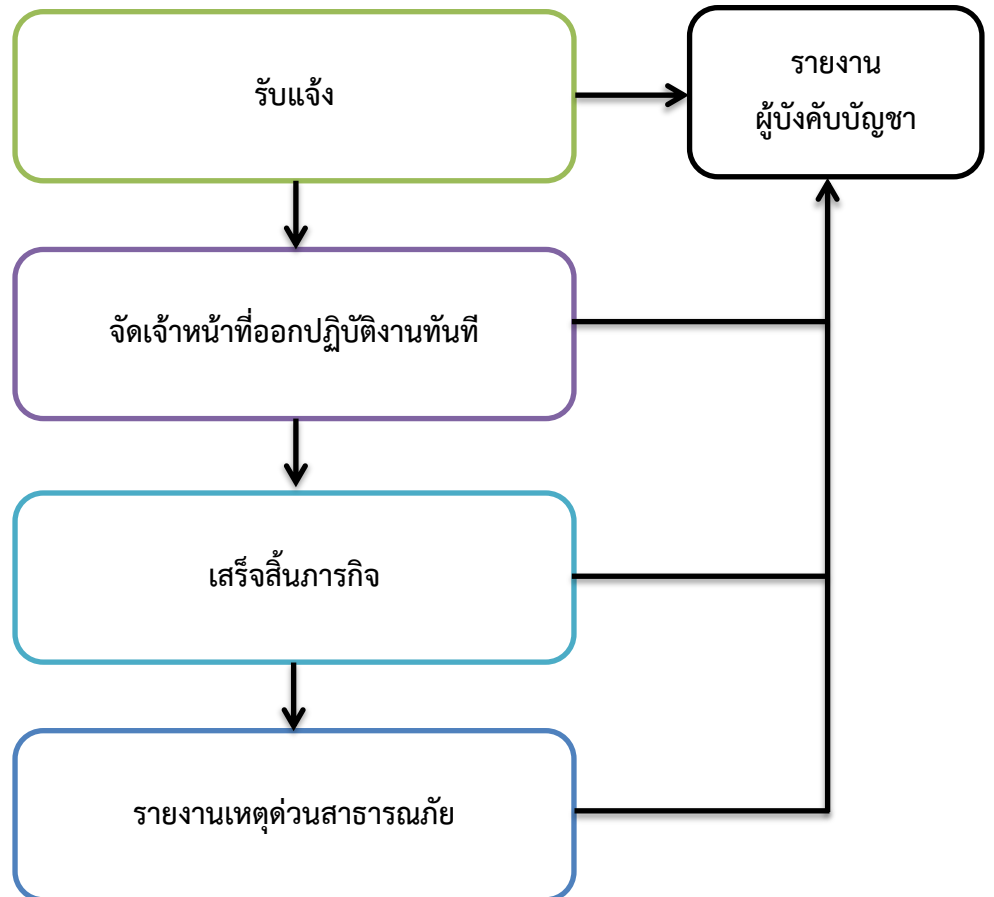 รับแจ้ง
รายงาน
ผู้บังคับบัญชา
จัดเจ้าหน้าที่ออกปฏิบัติงานทันที
เสร็จสิ้นภารกิจ
รายงานเหตุด่วนสาธารณภัย